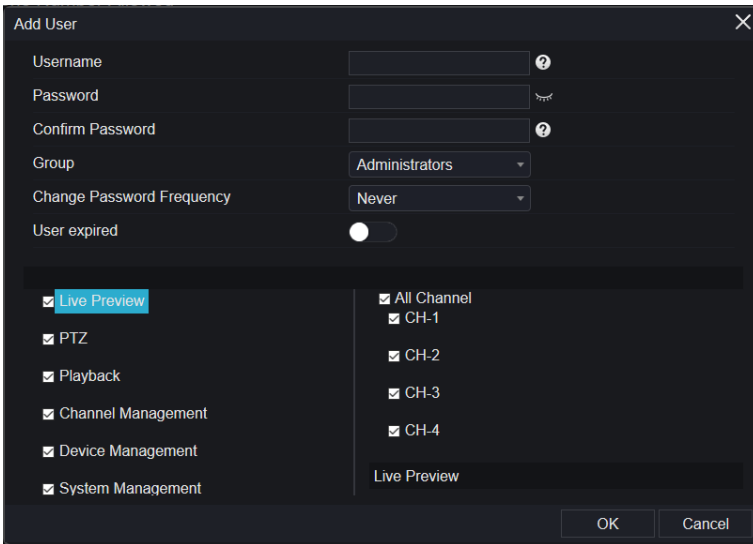 Add User
Username
Password
Confirm Password
Group Administrators
Change Password Frequency Never
User expired
Live Preview
PTZ
Playback
Channel Management
Device Management
System Management
All Channel
CH-1
CH-2
CH-3
CH-4
Live Preview
OK Cancel